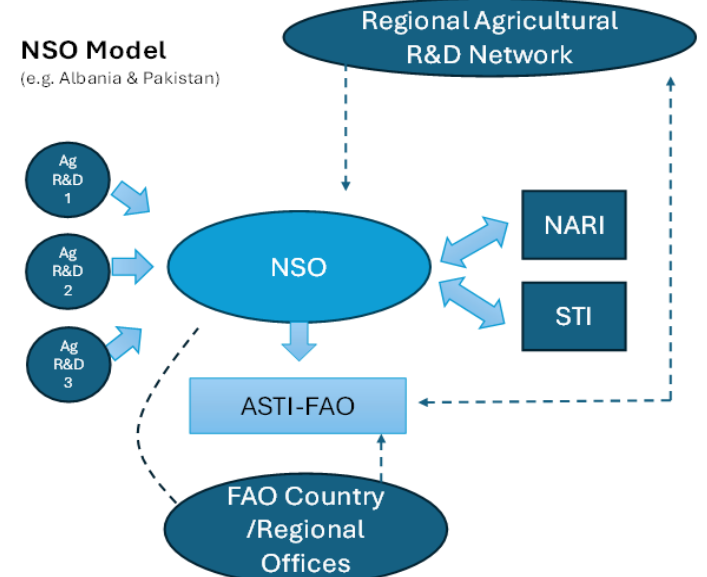 Regional Agricultural
R&D Network
NSO Model
(e.g. Albania & Pakistan)
Ag
R&D
1
Ag
R&D
2
Ag
R&D
3
NSO
NARI
STI
ASTI-FAO
FAO Country
/Regional
Offices